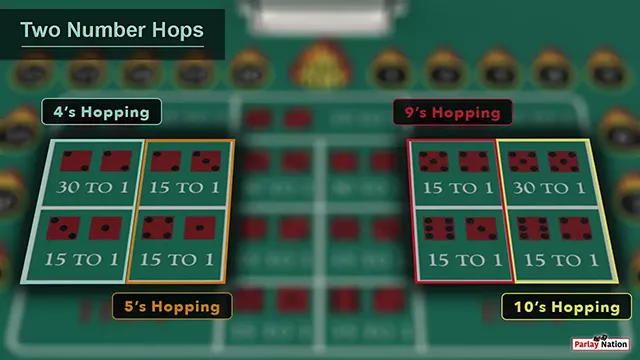 Two Number Hops
4's Hopping
9's Hopping
30 TO 1
15 TO 1
15 TO 1
30 TO 1
15 TO 1
15 TO 1
15 TO 1
15 TO 1
5's Hopping
10's Hopping
Parlay Nation